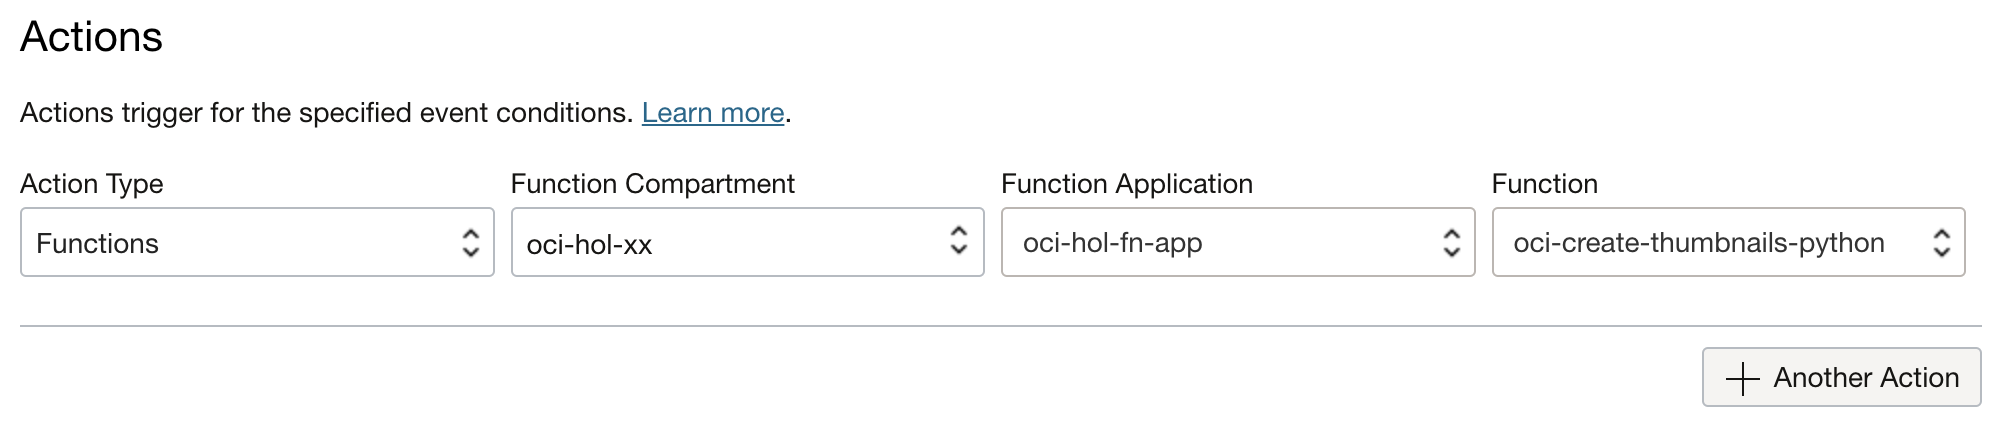 Actions
Actions trigger for the specified event conditions. Learn more.
Action Type Function Compartment Function Application Function
Functions oci-hol-xx oci-hol-fn-app oci-create-thumbnails-python
Another Action